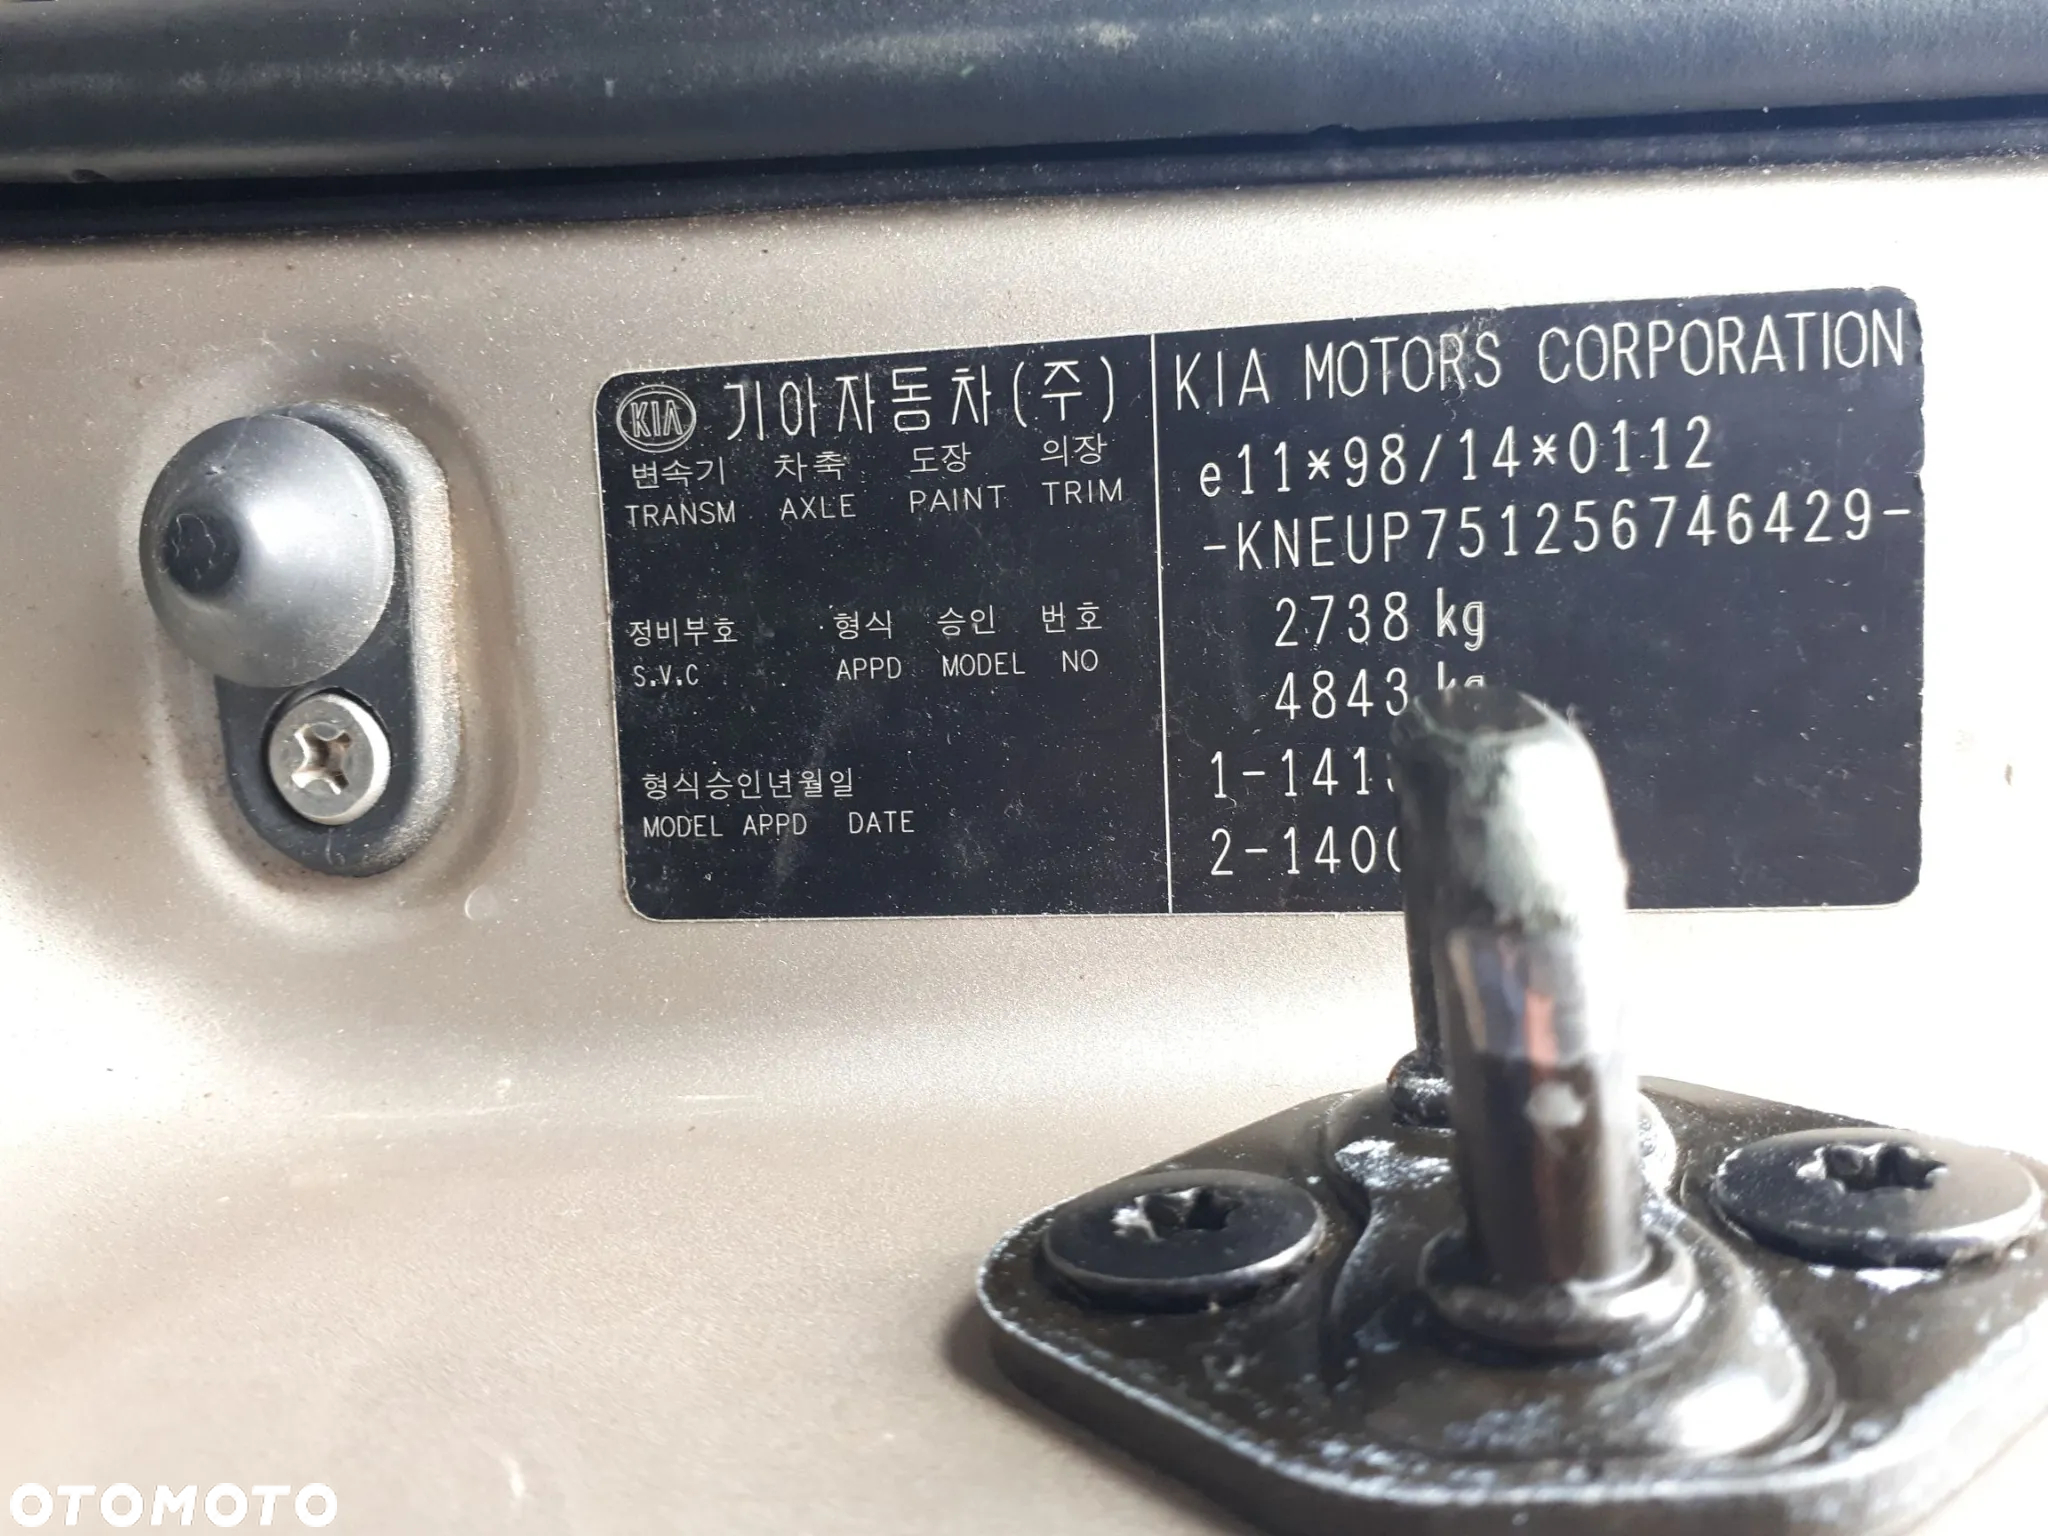 KIA 기아자동차(주)
변속기 차축 도장 의장
TRANSM AXLE PAINT TRIM
정비부호 형식 승인 번호
S.V.C APPD MODEL NO
형식승인년월일
MODEL APPD DATE
KIA MOTORS CORPORATION
e11*98/14*0112
-KNEUP751256746429-
2738 kg
4843 kg
1-141
2-140
OTOMOTO